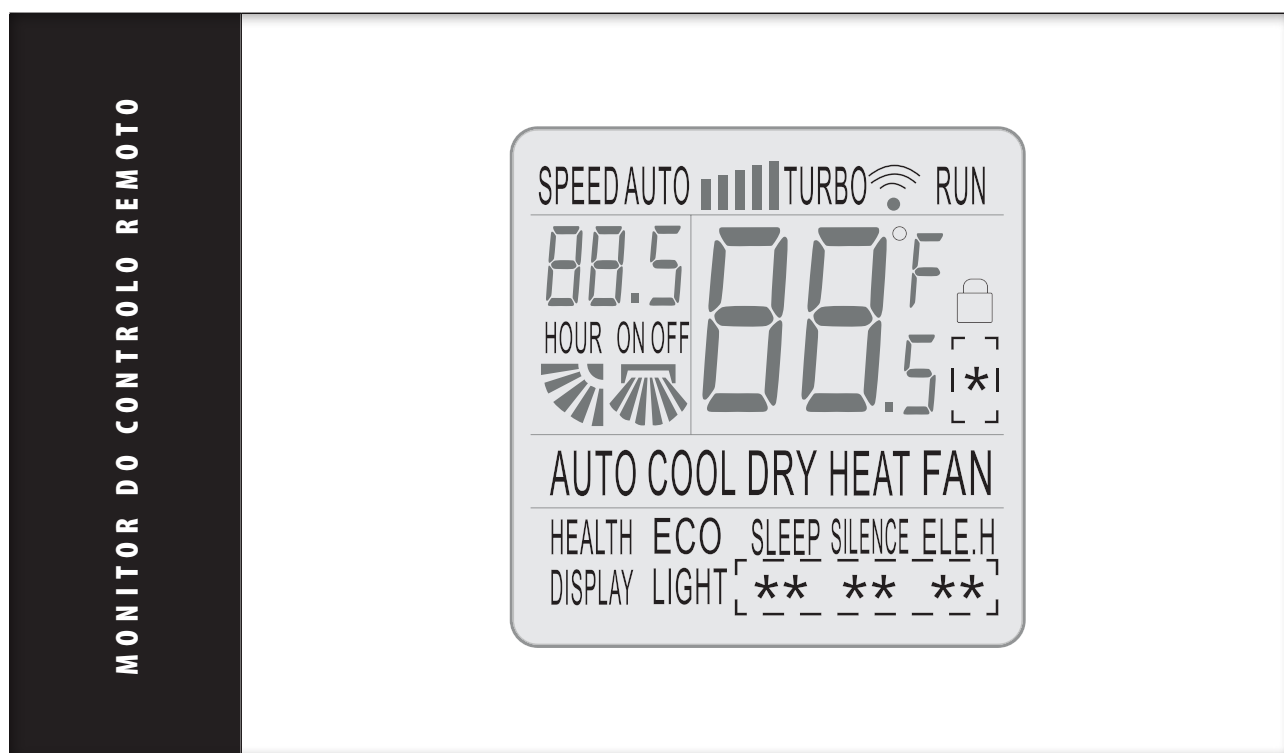 MONITOR DO CONTROLO REMOTO
SPEED AUTO TURBO RUN
88.5 88.5 °F
HOUR ON OFF
*
AUTO COOL DRY HEAT FAN
HEALTH ECO SLEEP SILENCE ELE.H
DISPLAY LIGHT ** ** **